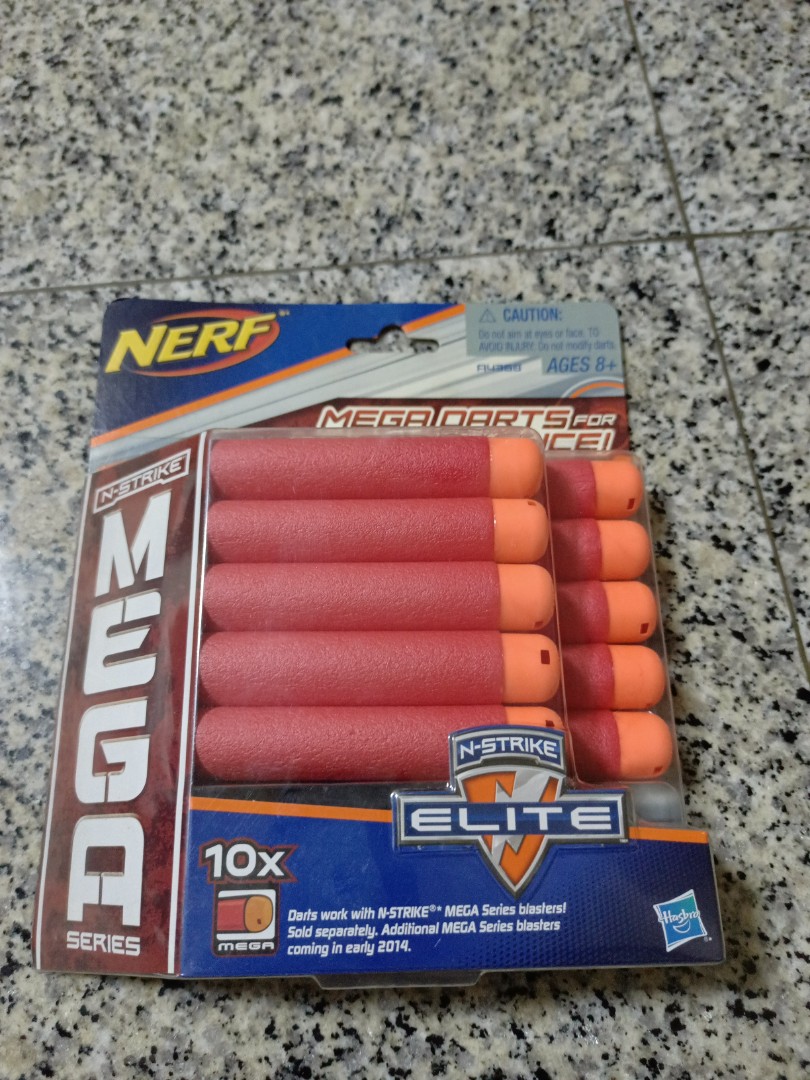 NERF
CAUTION:
Do not aim at eyes or face. TO
AVOID INJURY: Do not modify darts.
AGES 8+
MEGA DARTS FOR
N-STRIKE
MEGA
SERIES
N-STRIKE
ELITE
10x
MEGA
Darts work with N-STRIKE®* MEGA Series blasters!
Sold separately. Additional MEGA Series blasters
coming in early 2014.
Hasbro